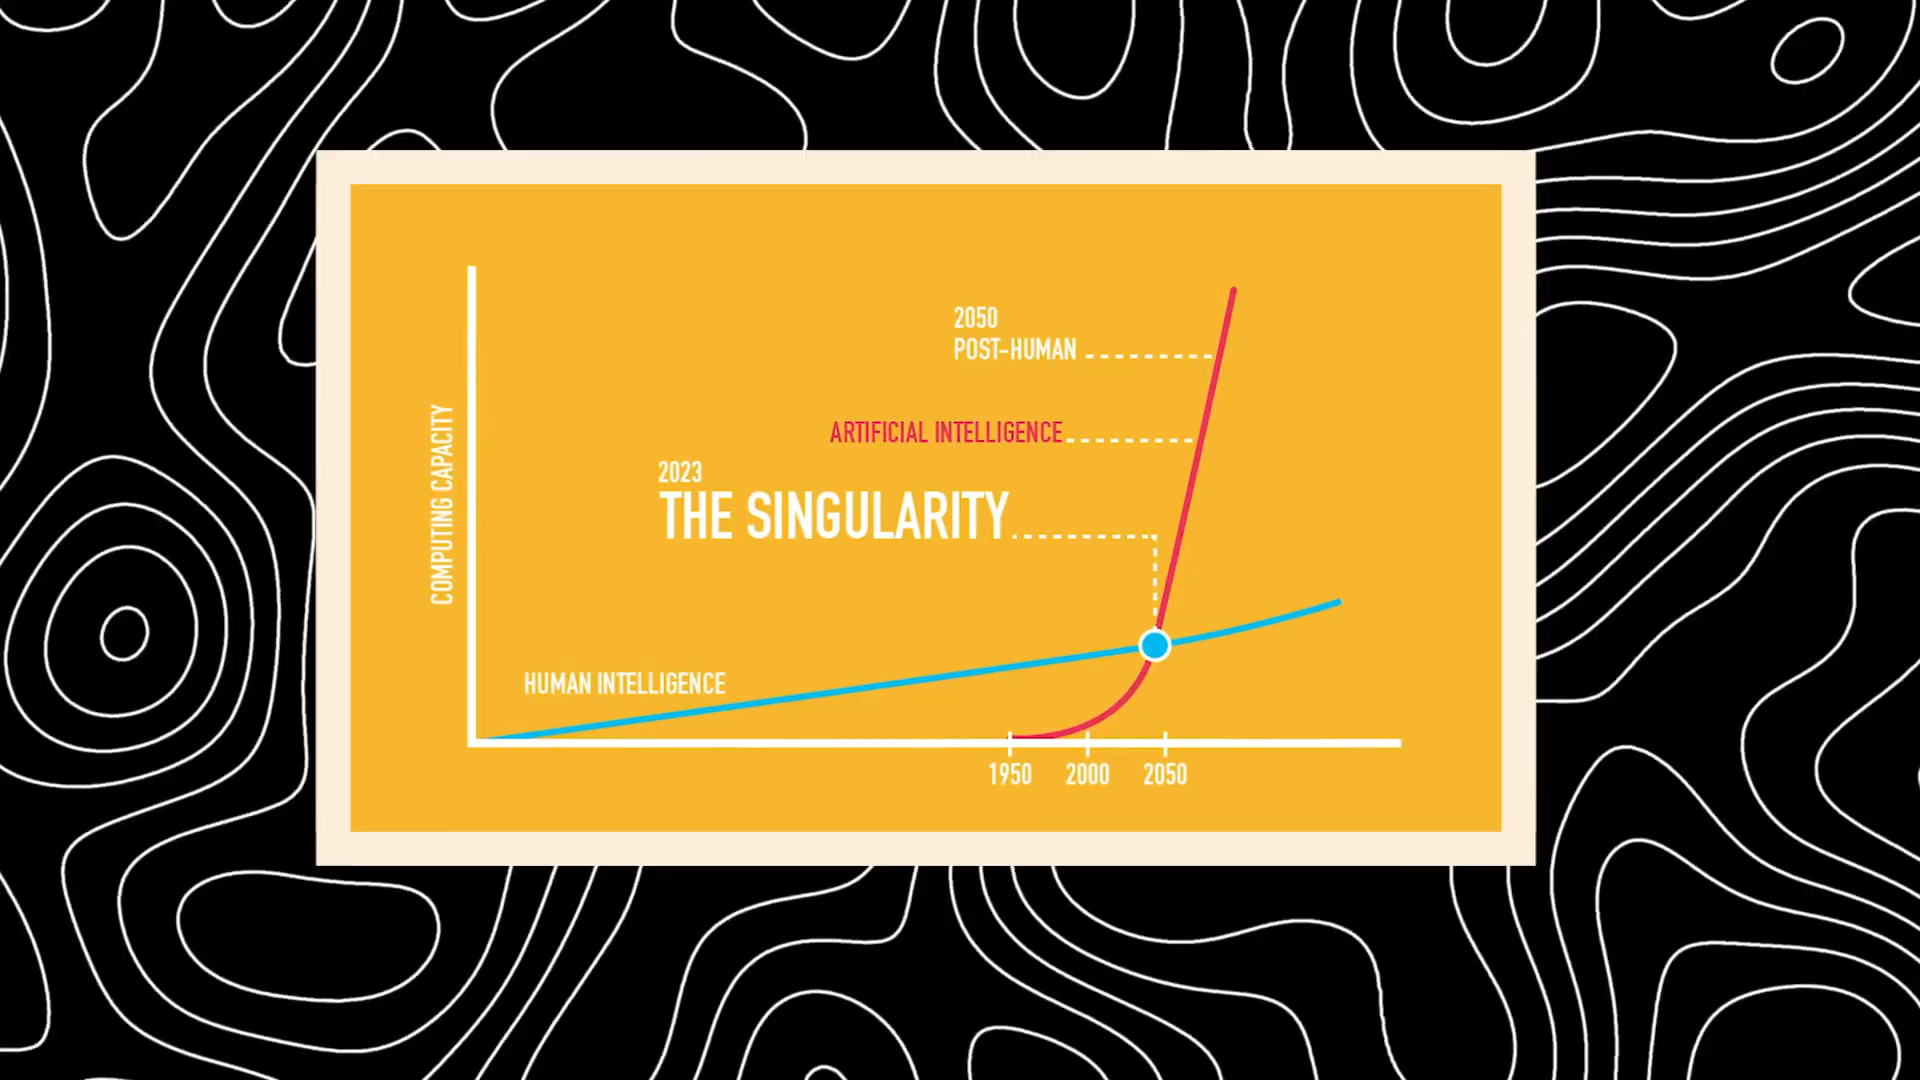 2050
POST-HUMAN
ARTIFICIAL INTELLIGENCE
2023
THE SINGULARITY
COMPUTING CAPACITY
HUMAN INTELLIGENCE
1950 2000 2050